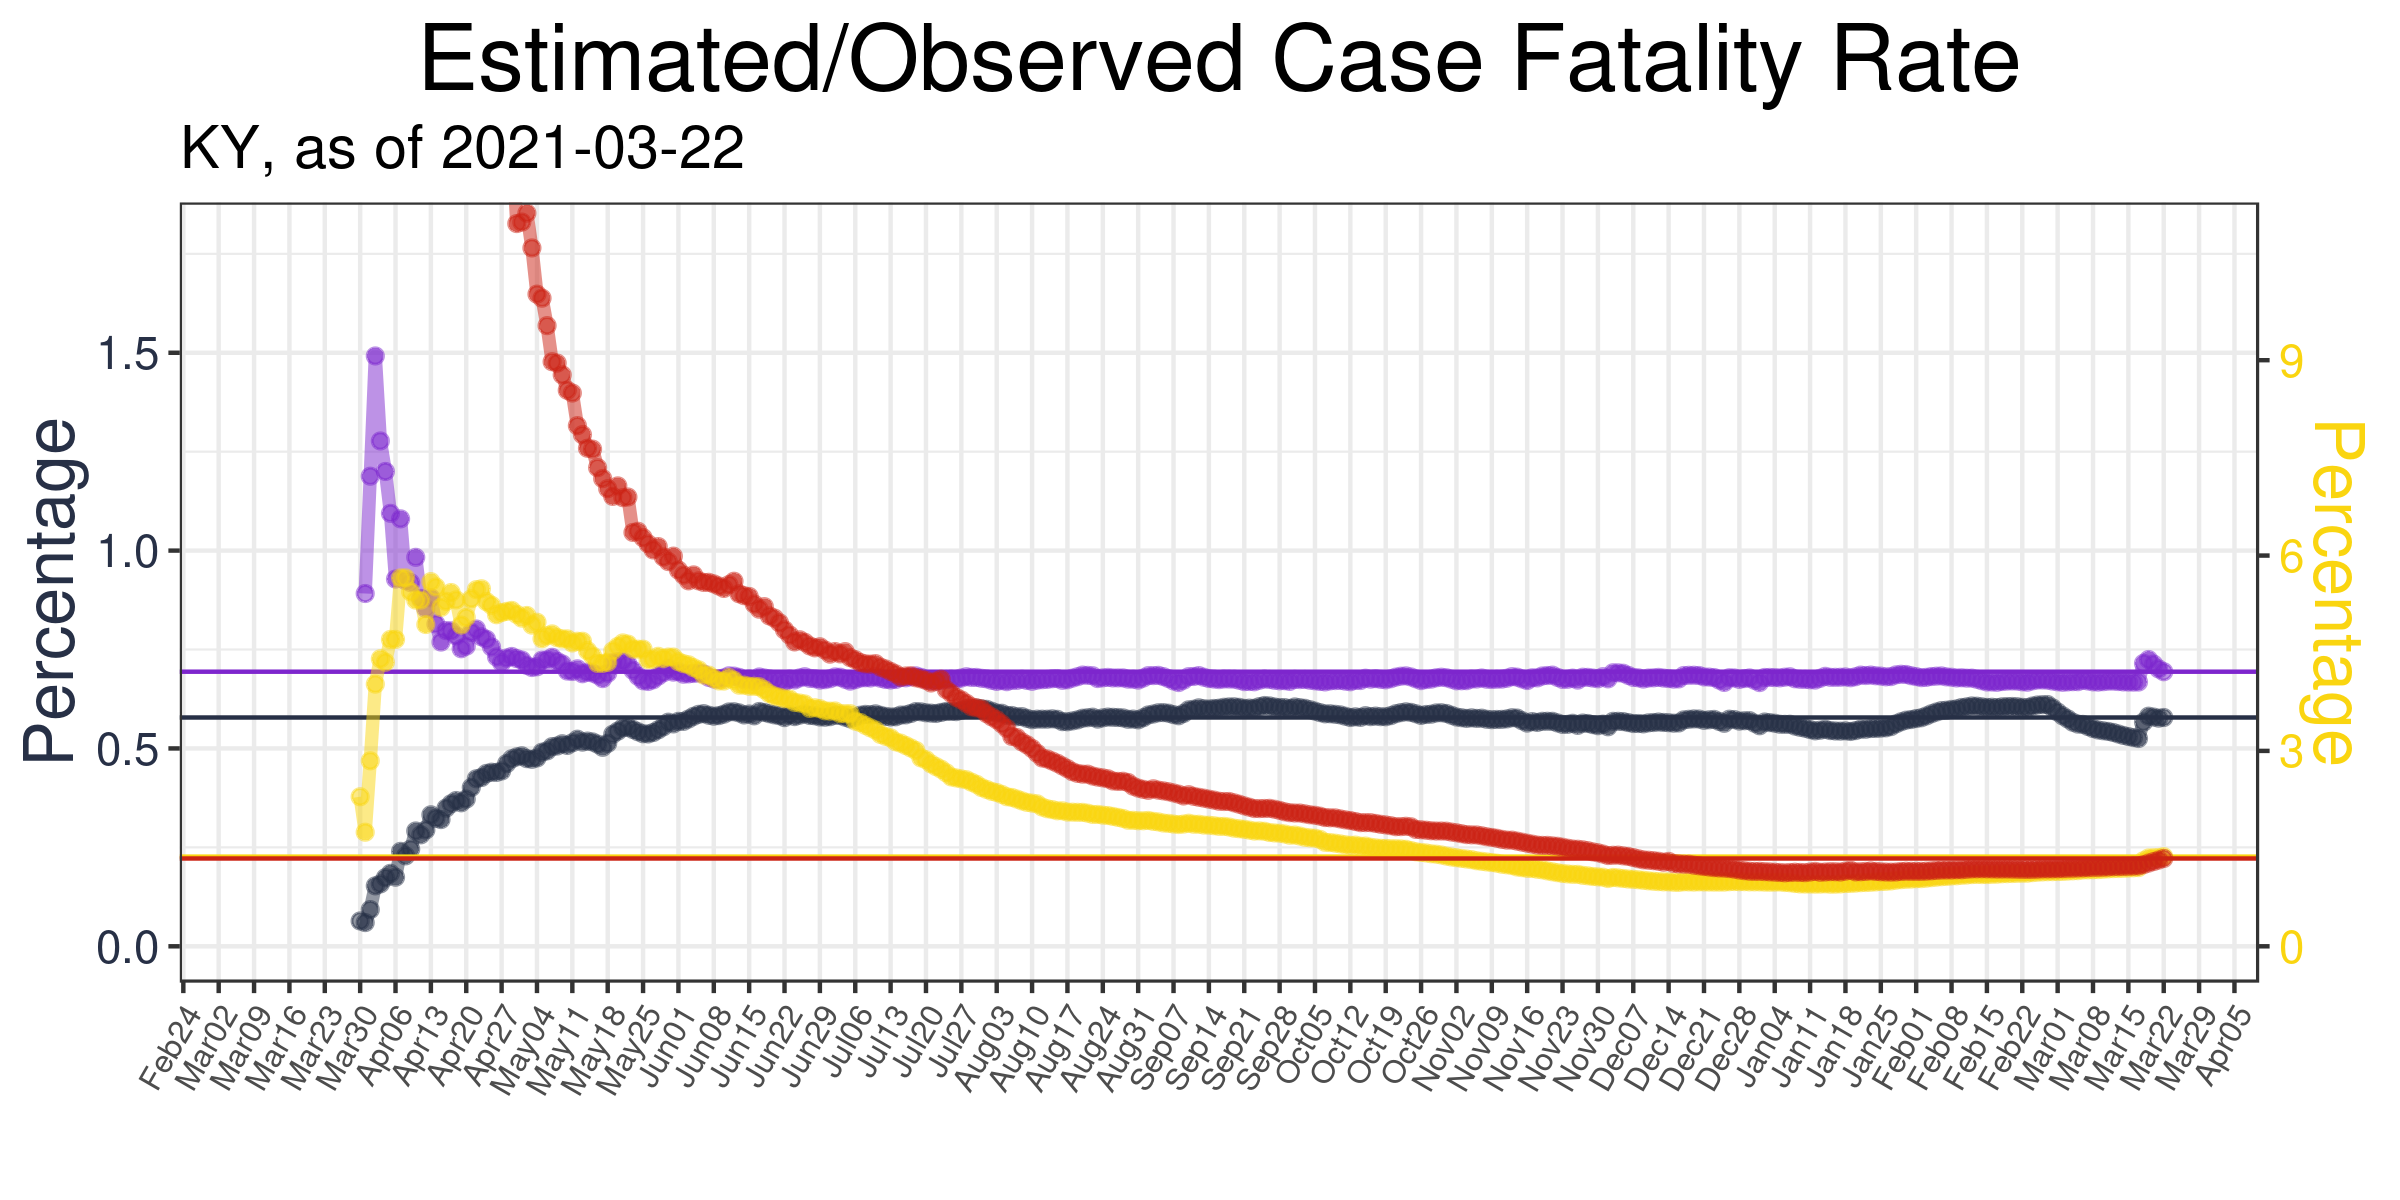 Estimated/Observed Case Fatality Rate
KY, as of 2021-03-22
Percentage
1.5
1.0
0.5
0.0
9
6
3
0
Percentage
Feb24
Mar02
Mar09
Mar16
Mar23
Mar30
Apr06
Apr13
Apr20
Apr27
May04
May11
May18
May25
Jun01
Jun08
Jun15
Jun22
Jun29
Jul06
Jul13
Jul20
Jul27
Aug03
Aug10
Aug17
Aug24
Aug31
Sep07
Sep14
Sep21
Sep28
Oct05
Oct12
Oct19
Oct26
Nov02
Nov09
Nov16
Nov23
Nov30
Dec07
Dec14
Dec21
Dec28
Jan04
Jan11
Jan18
Jan25
Feb01
Feb08
Feb15
Feb22
Mar01
Mar08
Mar15
Mar22
Mar29
Apr05